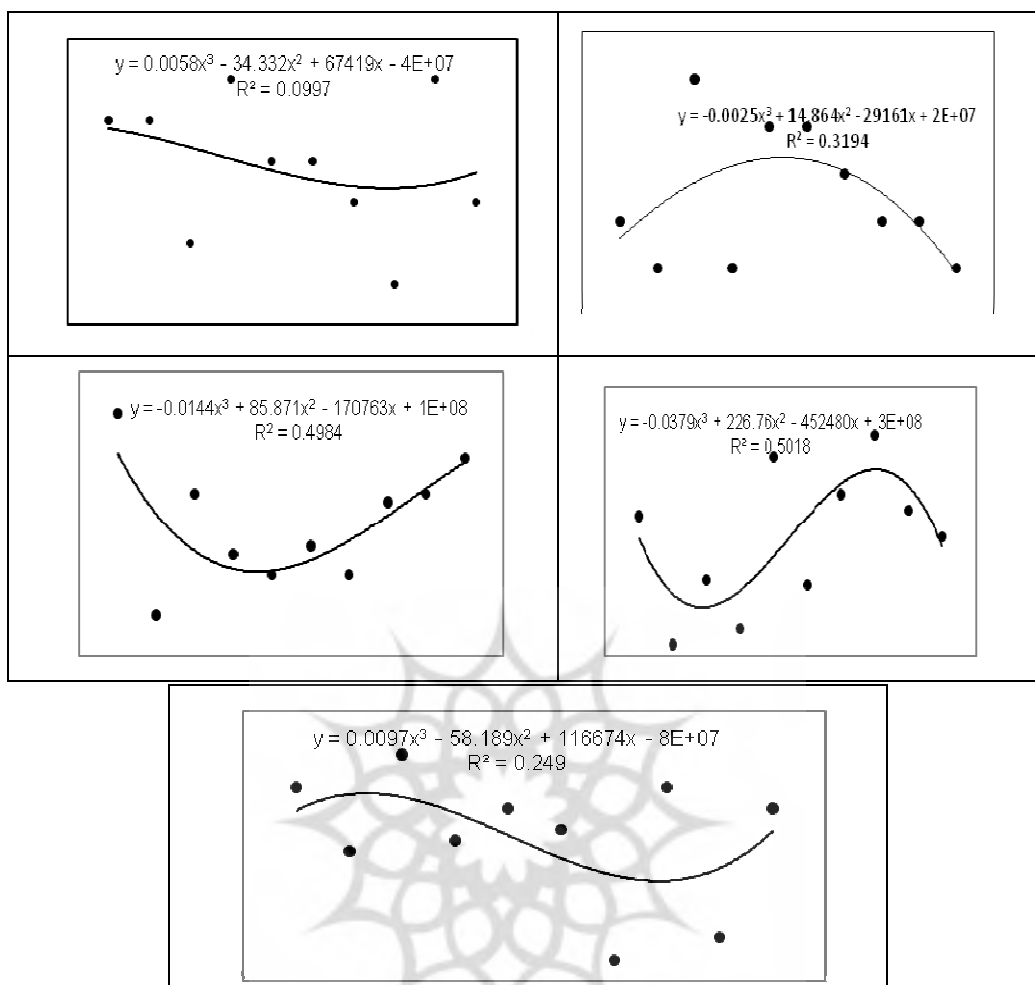 y = 0.0058x³ - 34.332x² + 67419x - 4E+07
R² = 0.0997
y = -0.0025x³ + 14.864x² - 29161x + 2E+07
R² = 0.3194
y = -0.0144x³ + 85.871x² - 170763x + 1E+08
R² = 0.4984
y = -0.0379x³ + 226.76x² - 452480x + 3E+08
R² = 0.5018
y = 0.0097x³ - 58.189x² + 116674x - 8E+07
R² = 0.249